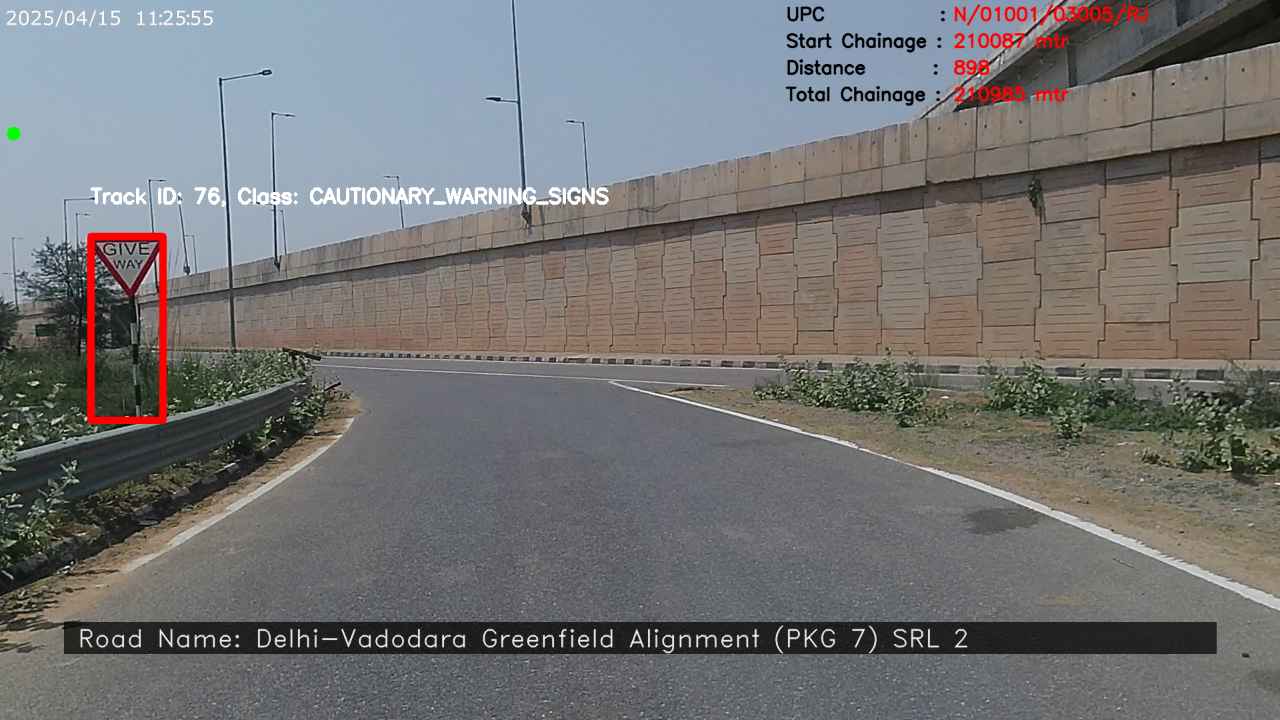 2025/04/15 11:25:55
UPC : N/01001/03005/RJ
Start Chainage : 210087 mtr
Distance : 898
Total Chainage : 210985 mtr
Track ID: 76, Class: CAUTIONARY_WARNING_SIGNS
GIVE
WAY
Road Name: Delhi-Vadodara Greenfield Alignment (PKG 7) SRL 2